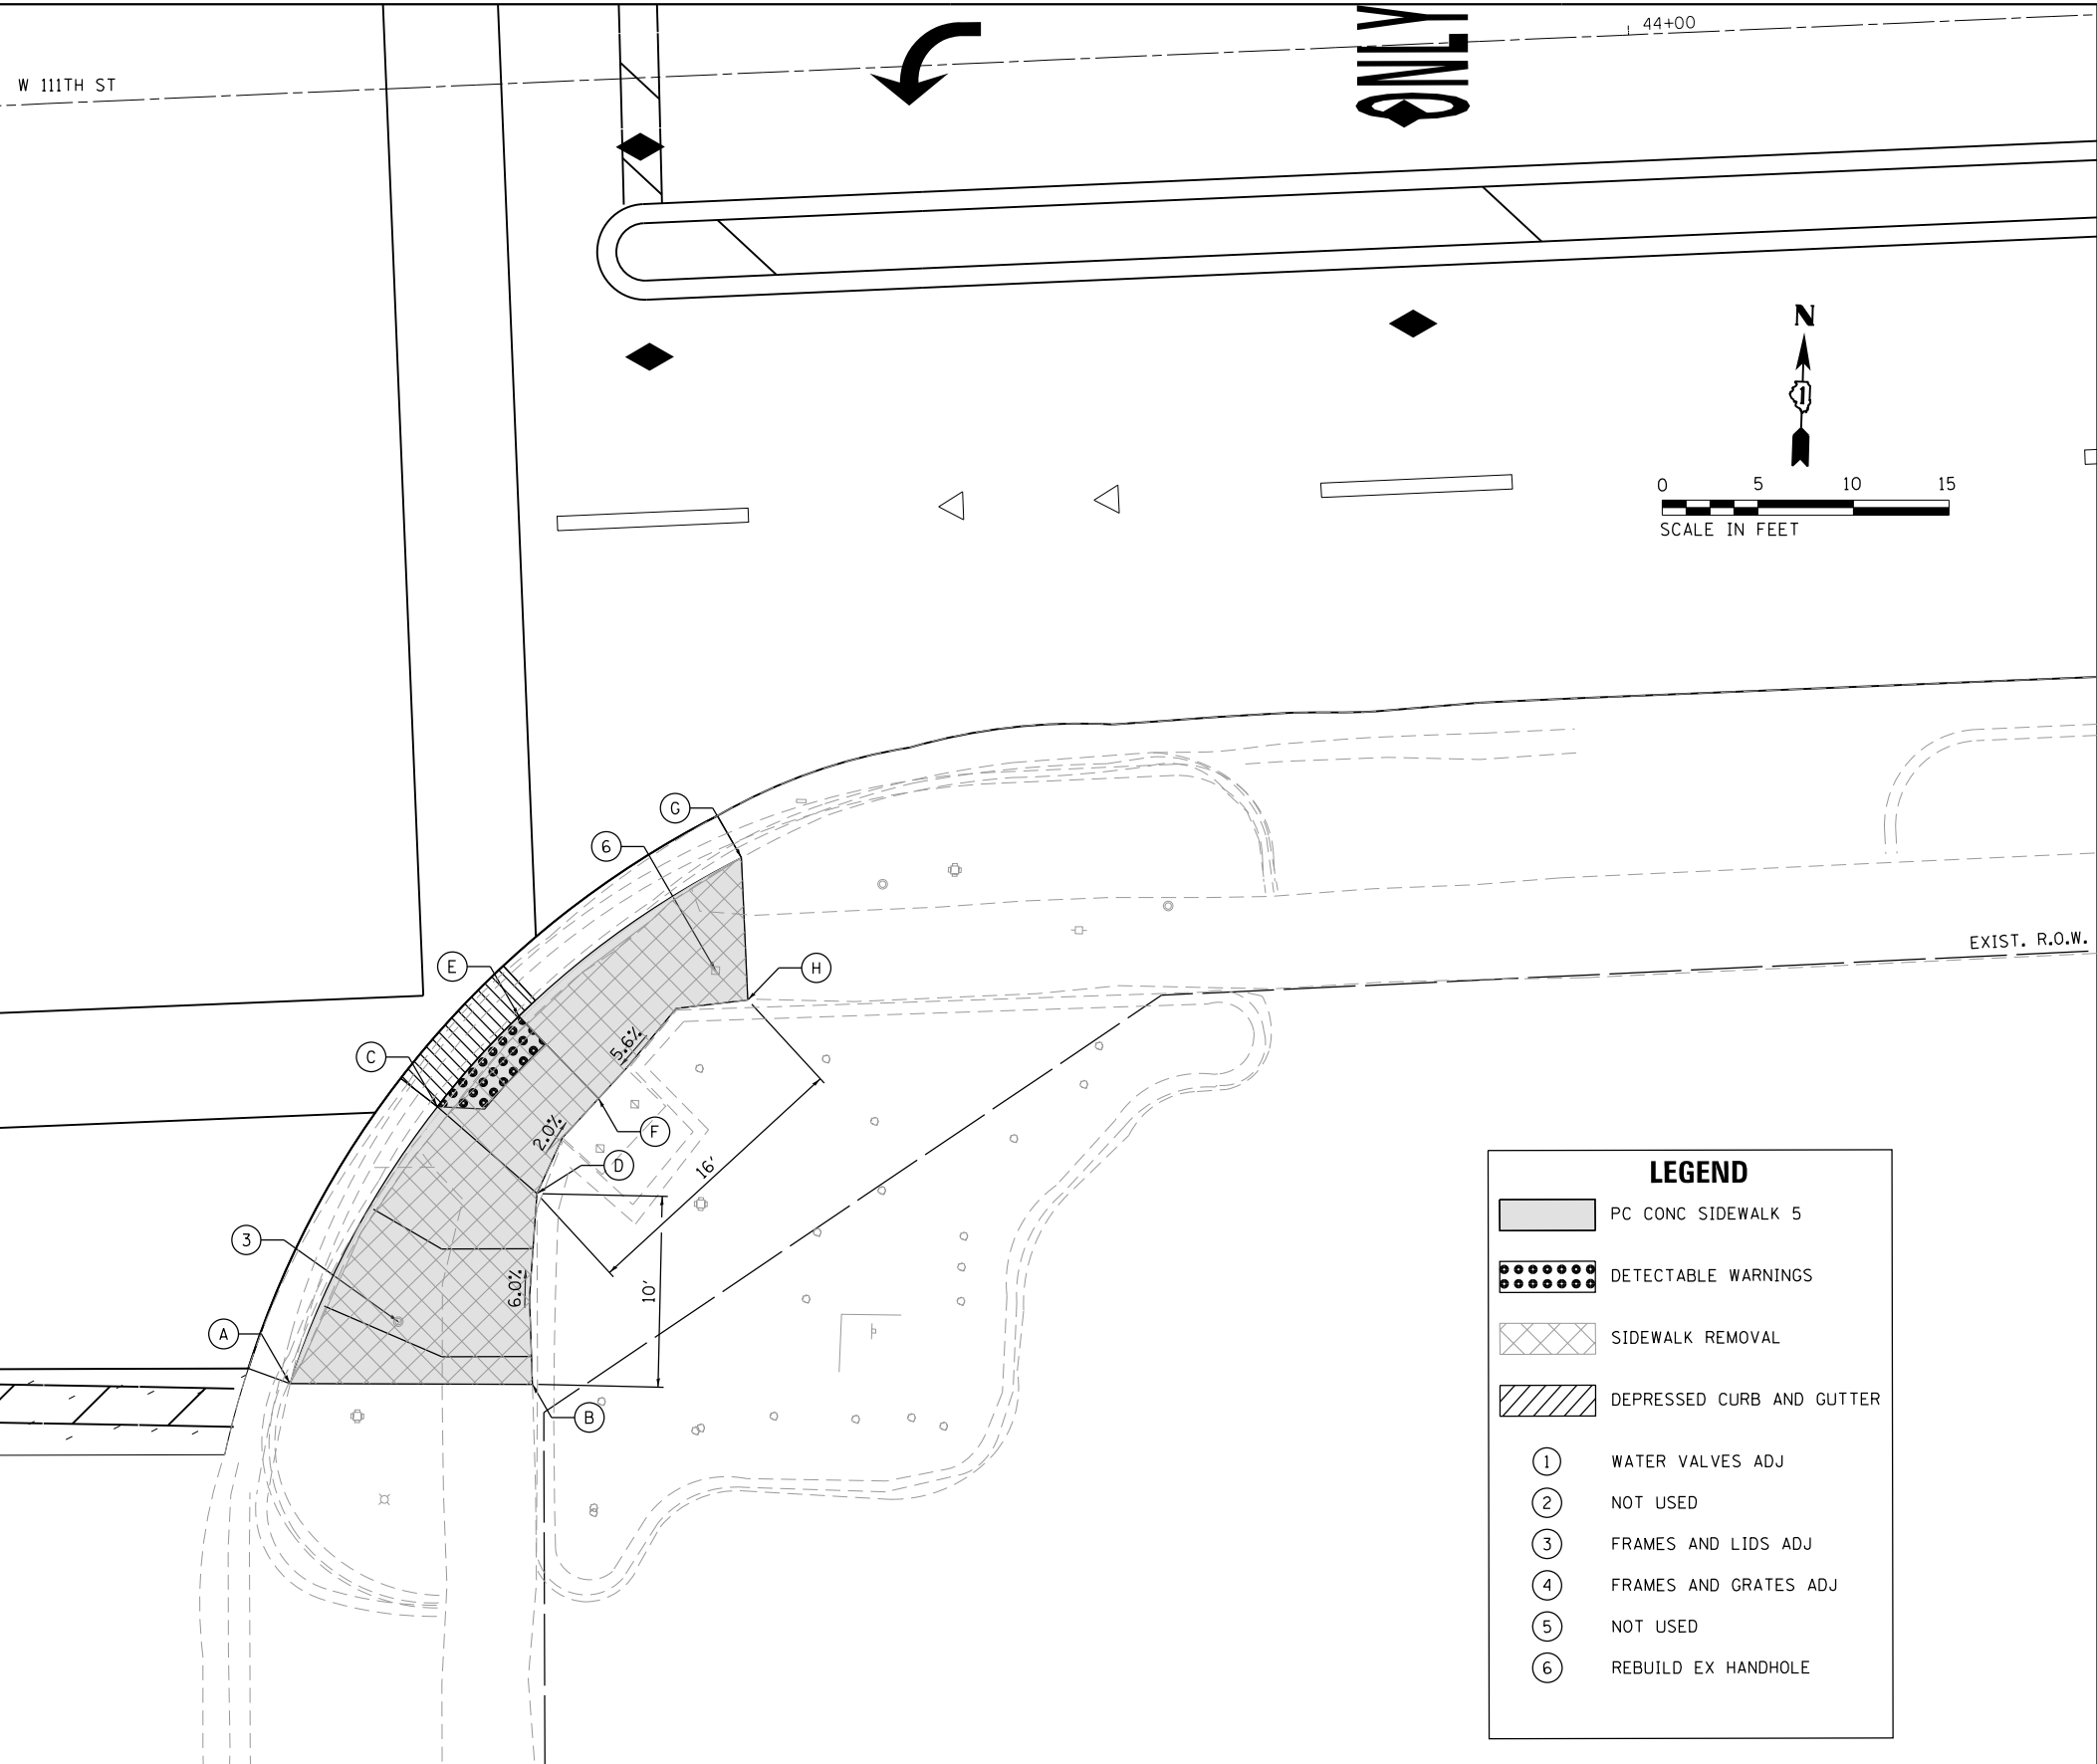 ONLY
44+00
W 111TH ST
N
1
0 5 10 15
SCALE IN FEET
G
6
EXIST. R.O.W.
E
H
C
5.6%
F
2.0%
D
16'
3
6.0%
10'
A
B
LEGEND
PC CONC SIDEWALK 5
DETECTABLE WARNINGS
SIDEWALK REMOVAL
DEPRESSED CURB AND GUTTER
1 WATER VALVES ADJ
2 NOT USED
3 FRAMES AND LIDS ADJ
4 FRAMES AND GRATES ADJ
5 NOT USED
6 REBUILD EX HANDHOLE